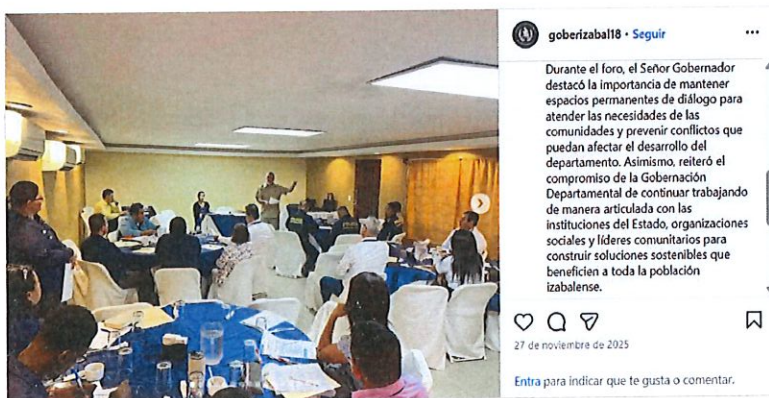 goberizabal18 • Seguir
Durante el foro, el Señor Gobernador
destacó la importancia de mantener
espacios permanentes de diálogo para
atender las necesidades de las
comunidades y prevenir conflictos que
puedan afectar el desarrollo del
departamento. Asimismo, reiteró el
compromiso de la Gobernación
Departamental de continuar trabajando
de manera articulada con las
instituciones del Estado, organizaciones
sociales y líderes comunitarios para
construir soluciones sostenibles que
beneficien a toda la población
izabalense.
27 de noviembre de 2025
Entra para indicar que te gusta o comentar.